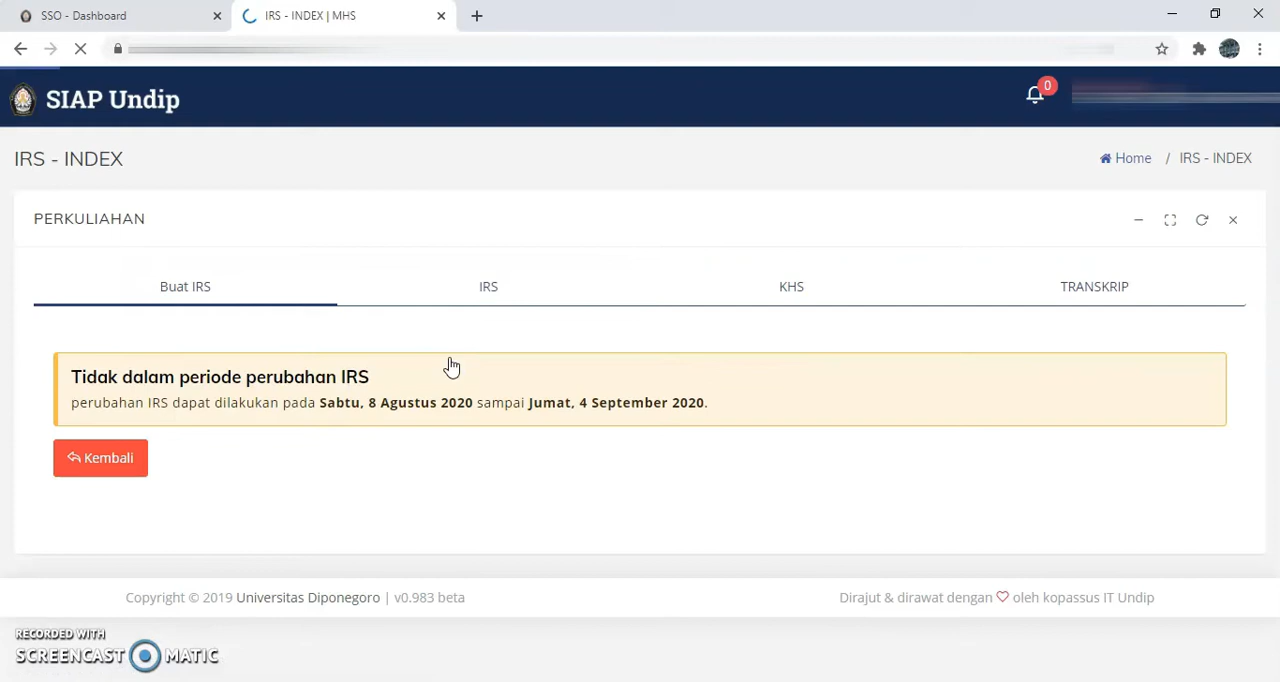 SSO - Dashboard
IRS - INDEX | MHS
SIAP Undip
0
IRS - INDEX
Home / IRS - INDEX
PERKULIAHAN
Buat IRS
IRS
KHS
TRANSKRIP
Tidak dalam periode perubahan IRS
perubahan IRS dapat dilakukan pada Sabtu, 8 Agustus 2020 sampai Jumat, 4 September 2020.
Kembali
Copyright © 2019 Universitas Diponegoro | v0.983 beta
Dirajut & dirawat dengan ♡ oleh kopassus IT Undip
RECORDED WITH
SCREENCAST MATIC